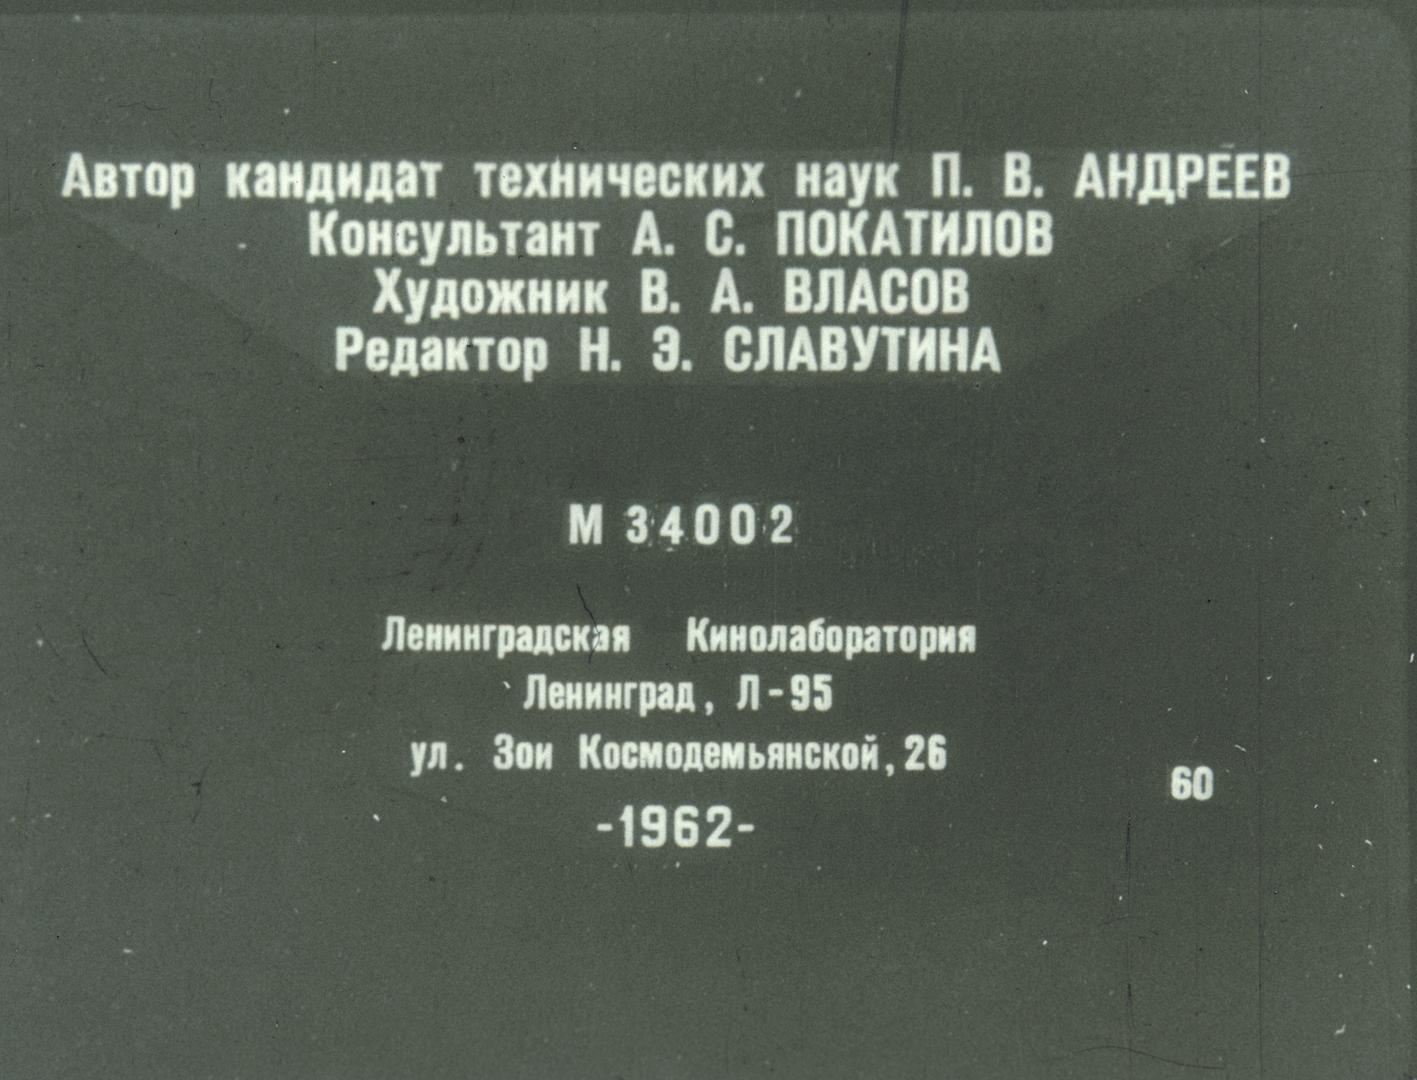 Автор кандидат технических наук П. В. АНДРЕЕВ
Консультант А. С. ПОКАТИЛОВ
Художник В. А. ВЛАСОВ
Редактор Н. Э. СЛАВУТИНА
М 34002
Ленинградская Кинолаборатория
Ленинград, Л-95
ул. Зои Космодемьянской, 26
60
-1962-